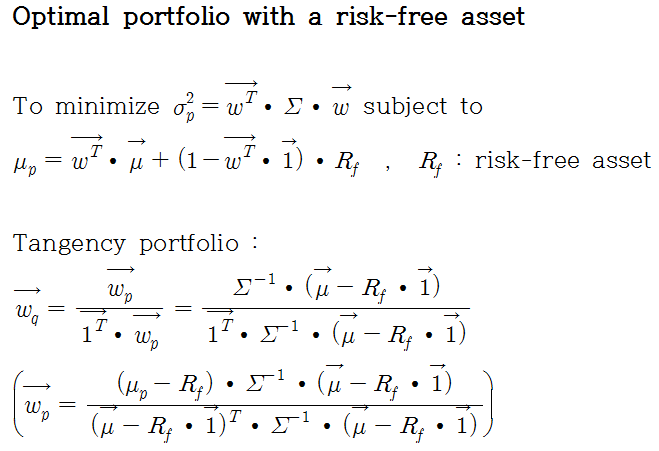 Optimal portfolio with a risk-free asset
To minimize $\sigma_p^2 = \overrightarrow{w^T} \bullet \Sigma \bullet \overrightarrow{w}$ subject to
$\mu_p = \overrightarrow{w^T} \bullet \overrightarrow{\mu} + (1 - \overrightarrow{w^T} \bullet \overrightarrow{1}) \bullet R_f$ , $R_f$ : risk-free asset
Tangency portfolio :
$\overrightarrow{w_q} = \frac{\overrightarrow{w_p}}{\overrightarrow{1^T} \bullet \overrightarrow{w_p}} = \frac{\Sigma^{-1} \bullet (\overrightarrow{\mu} - R_f \bullet \overrightarrow{1})}{\overrightarrow{1^T} \bullet \Sigma^{-1} \bullet (\overrightarrow{\mu} - R_f \bullet \overrightarrow{1})}$
$\left( \overrightarrow{w_p} = \frac{(\mu_p - R_f) \bullet \Sigma^{-1} \bullet (\overrightarrow{\mu} - R_f \bullet \overrightarrow{1})}{(\overrightarrow{\mu} - R_f \bullet \overrightarrow{1})^T \bullet \Sigma^{-1} \bullet (\overrightarrow{\mu} - R_f \bullet \overrightarrow{1})} \right)$